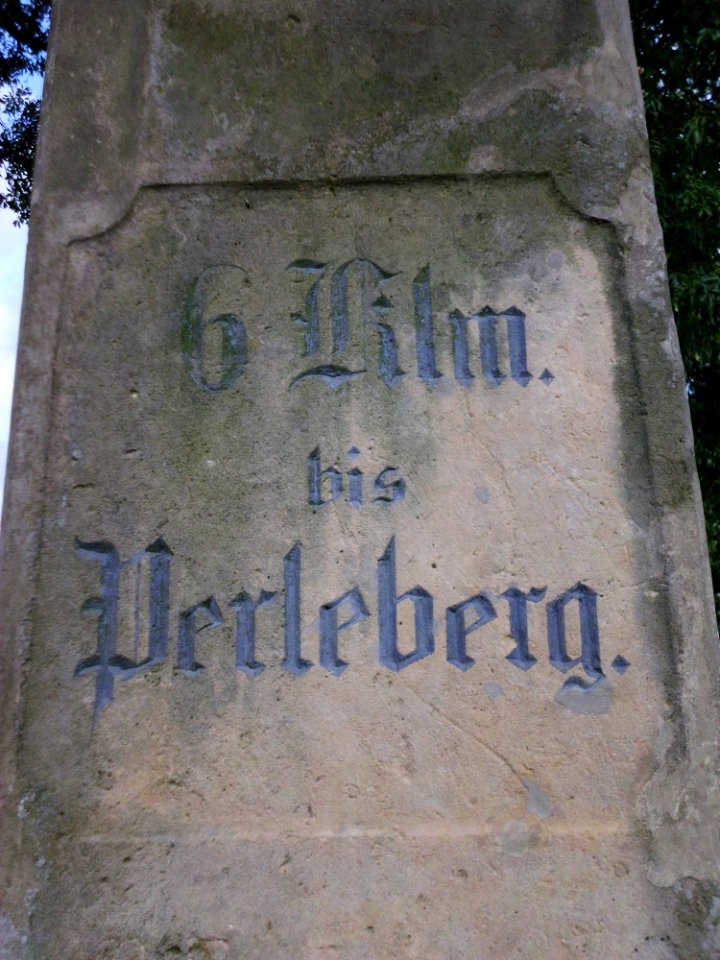 6 Klm.
bis
Perleberg.